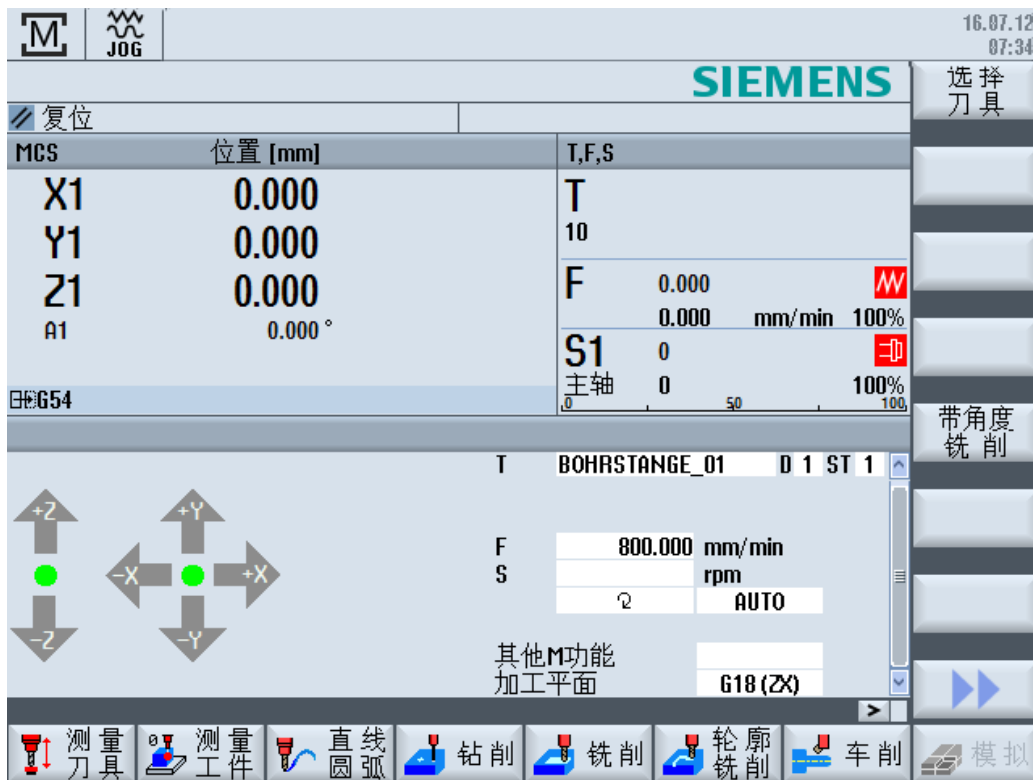 M
JOG
16.07.12
07:34
SIEMENS
选择
刀具
复位
MCS 位置 [mm]
T,F,S
X1 0.000
Y1 0.000
Z1 0.000
A1 0.000 °
T
10
F 0.000
0.000 mm/min 100%
S1 0
主轴 0 100%
0 50 100
G54
带角度
铣削
T BOHRSTANGE_01 D 1 ST 1
+Z
+Y
F 800.000 mm/min
-X +X
S rpm
AUTO
-Z
-Y
其他M功能
加工平面 G18 (ZX)
>
测量
刀具
测量
工件
直线
圆弧
钻削
铣削
轮廓
铣削
车削
模拟